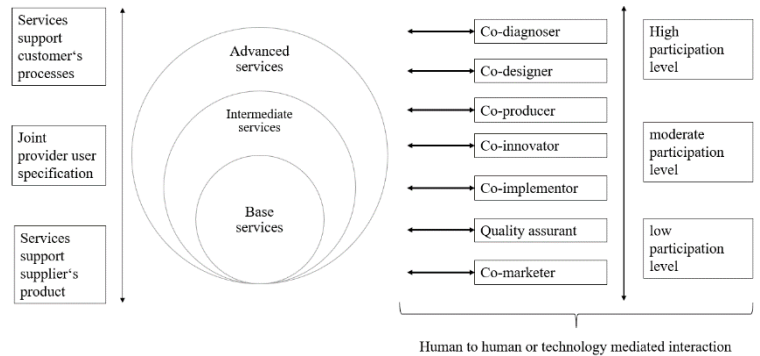 Services
support
customer‘s
processes
Joint
provider user
specification
Services
support
supplier‘s
product
Advanced
services
Intermediate
services
Base
services
Co-diagnoser
Co-designer
Co-producer
Co-innovator
Co-implementor
Quality assurant
Co-marketer
High
participation
level
moderate
participation
level
low
participation
level
Human to human or technology mediated interaction